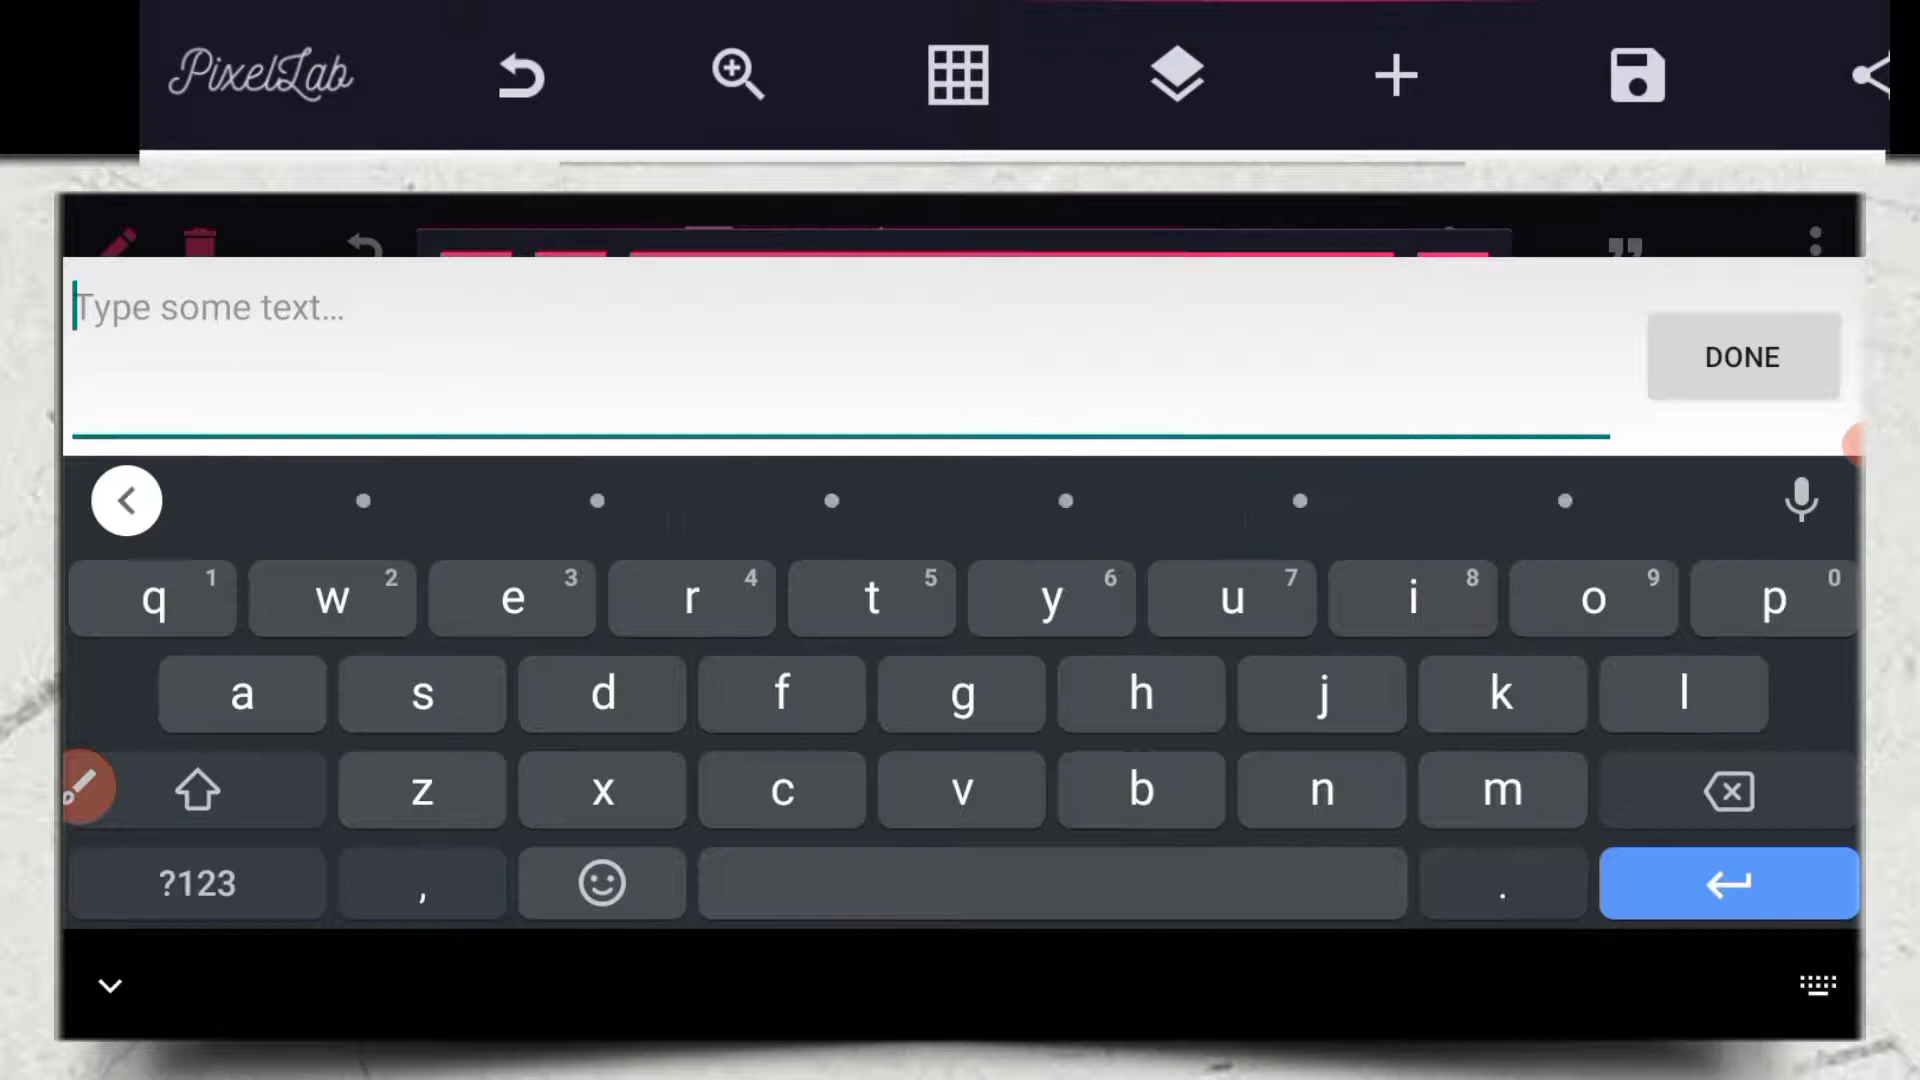 PixelLab
Type some text...
DONE
q 1 w 2 e 3 r 4 t 5 y 6 u 7 i 8 o 9 p 0
a s d f g h j k l
z x c v b n m
?123 , .